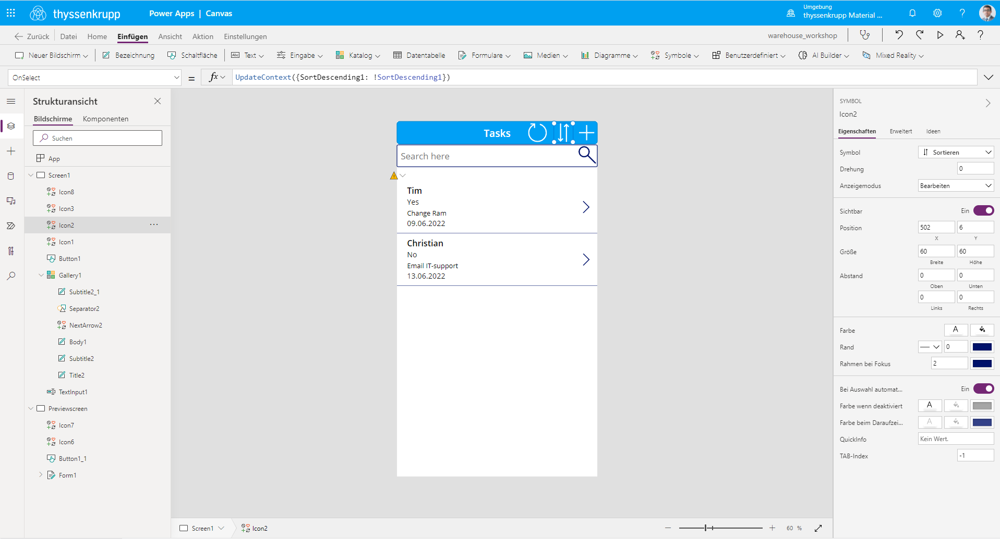 thyssenkrupp
Power Apps | Canvas
Umgebung
thyssenkrupp Material ...
Zurück
Datei
Home
Einfügen
Ansicht
Aktion
Einstellungen
warehouse_workshop
Neuer Bildschirm
Bezeichnung
Schaltfläche
Abc Text
Eingabe
Katalog
Datentabelle
Formulare
Medien
Diagramme
Symbole
Benutzerdefiniert
AI Builder
Mixed Reality
OnSelect
=
fx
UpdateContext({SortDescending1: !SortDescending1})
Strukturansicht
Bildschirme
Komponenten
Suchen
App
Screen1
Icon8
Icon3
Icon2
...
Icon1
Button1
Gallery1
Subtitle2_1
Separator2
NextArrow2
Body1
Subtitle2
Title2
TextInput1
Previewscreen
Icon7
Icon6
Button1_1
Form1
Tasks
Search here
Tim
Yes
Change Ram
09.06.2022
Christian
No
Email IT-support
13.06.2022
Screen1
Icon2
60 %
SYMBOL
Icon2
Eigenschaften
Erweitert
Ideen
Symbol
Sortieren
Drehung
0
Anzeigemodus
Bearbeiten
Sichtbar
Ein
Position
502
6
X
Y
Größe
60
60
Breite
Höhe
Abstand
0
0
Oben
Unten
0
0
Links
Rechts
Farbe
A
Rand
0
Rahmen bei Fokus
2
Bei Auswahl automat...
Ein
Farbe wenn deaktiviert
A
Farbe beim Daraufzei...
A
QuickInfo
Kein Wert.
TAB-Index
-1